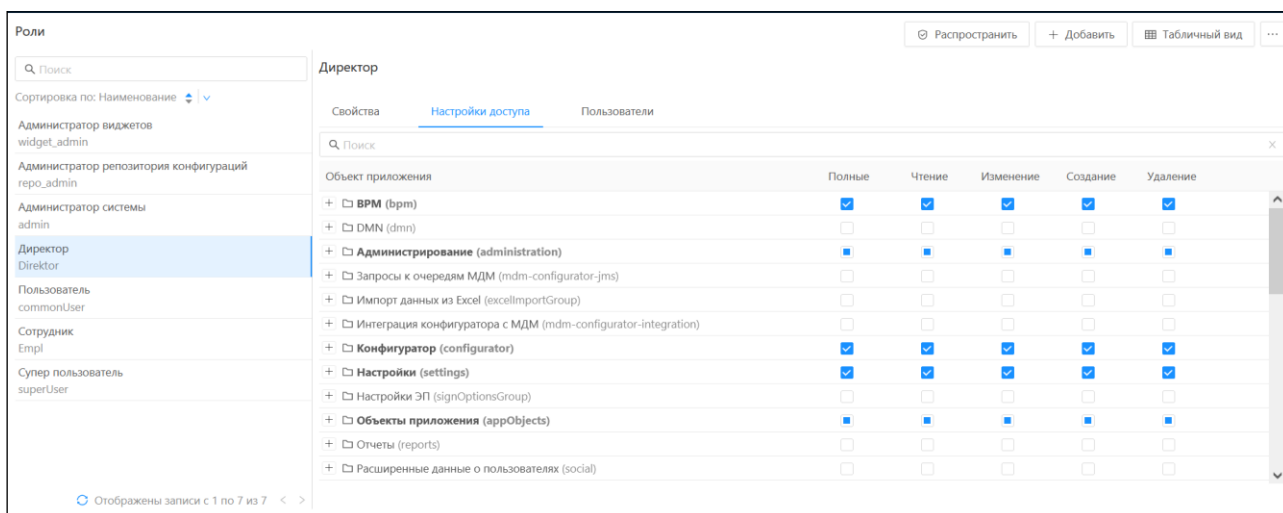 Роли
Распространить
Добавить
Табличный вид
Поиск
Сортировка по: Наименование
Администратор виджетов
widget_admin
Администратор репозитория конфигураций
repo_admin
Администратор системы
admin
Директор
Direktor
Пользователь
commonUser
Сотрудник
Empl
Супер пользователь
superUser
Отображены записи с 1 по 7 из 7
Директор
Свойства Настройки доступа Пользователи
Поиск
Объект приложения Полные Чтение Изменение Создание Удаление
BPM (bpm)
DMN (dmn)
Администрирование (administration)
Запросы к очередям МДМ (mdm-configurator-jms)
Импорт данных из Excel (excelImportGroup)
Интеграция конфигуратора с МДМ (mdm-configurator-integration)
Конфигуратор (configurator)
Настройки (settings)
Настройки ЭП (signOptionsGroup)
Объекты приложения (appObjects)
Отчеты (reports)
Расширенные данные о пользователях (social)